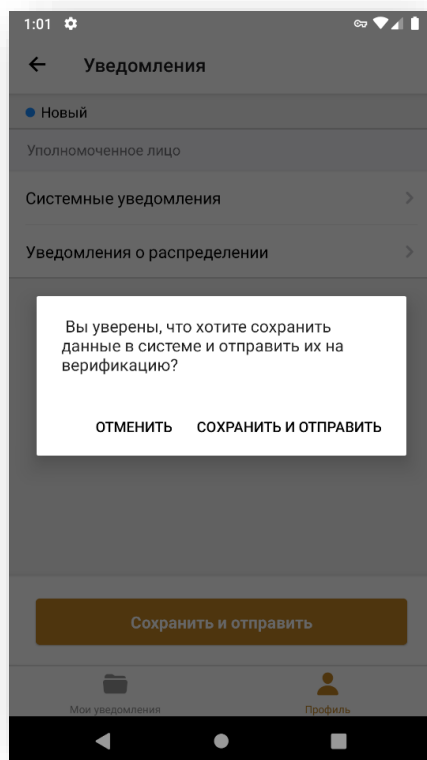 1:01
Уведомления
Новый
Уполномоченное лицо
Системные уведомления
Уведомления о распределении
Вы уверены, что хотите сохранить
данные в системе и отправить их на
верификацию?
ОТМЕНИТЬ СОХРАНИТЬ И ОТПРАВИТЬ
Сохранить и отправить
Мои уведомления Профиль